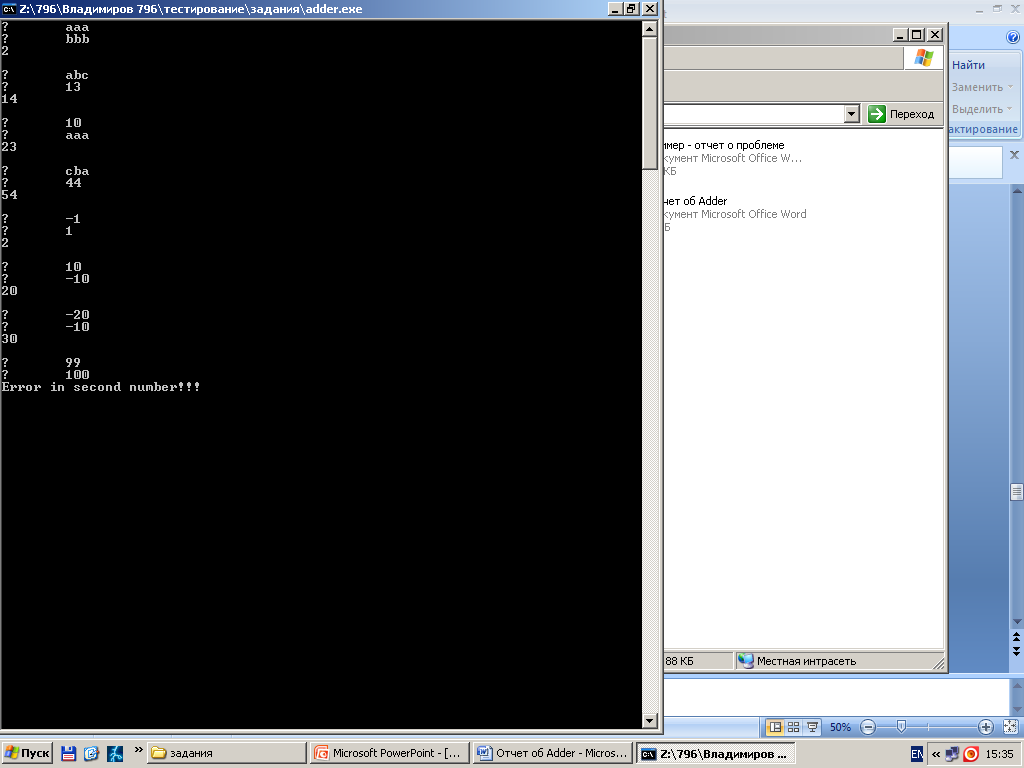 Z:\796\Владимиров 796\тестирование\задания\adder.exe
? aaa
? bbb
2
? abc
? 13
14
? 10
? aaa
23
? cba
? 44
54
? -1
? 1
2
? 10
? -10
20
? -20
? -10
30
? 99
? 100
Error in second number!!!
Переход
имер - отчет о проблеме
кумент Microsoft Office W...
КБ
чет об Adder
кумент Microsoft Office Word
Б
88 КБ
Местная интрасеть
Найти
Заменить
Выделить
актирование
50%
Пуск
»
задания
Microsoft PowerPoint - [...
Отчет об Adder - Micros...
Z:\796\Владимиров ...
EN
«
15:35